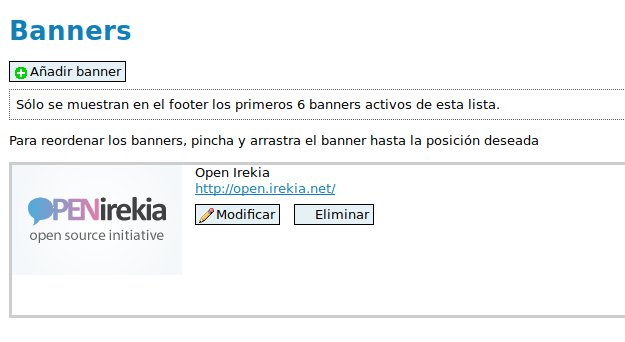 Banners
Añadir banner
Sólo se muestran en el footer los primeros 6 banners activos de esta lista.
Para reordenar los banners, pincha y arrastra el banner hasta la posición deseada
OPENirekia
open source initiative
Open Irekia
http://open.irekia.net/
Modificar Eliminar